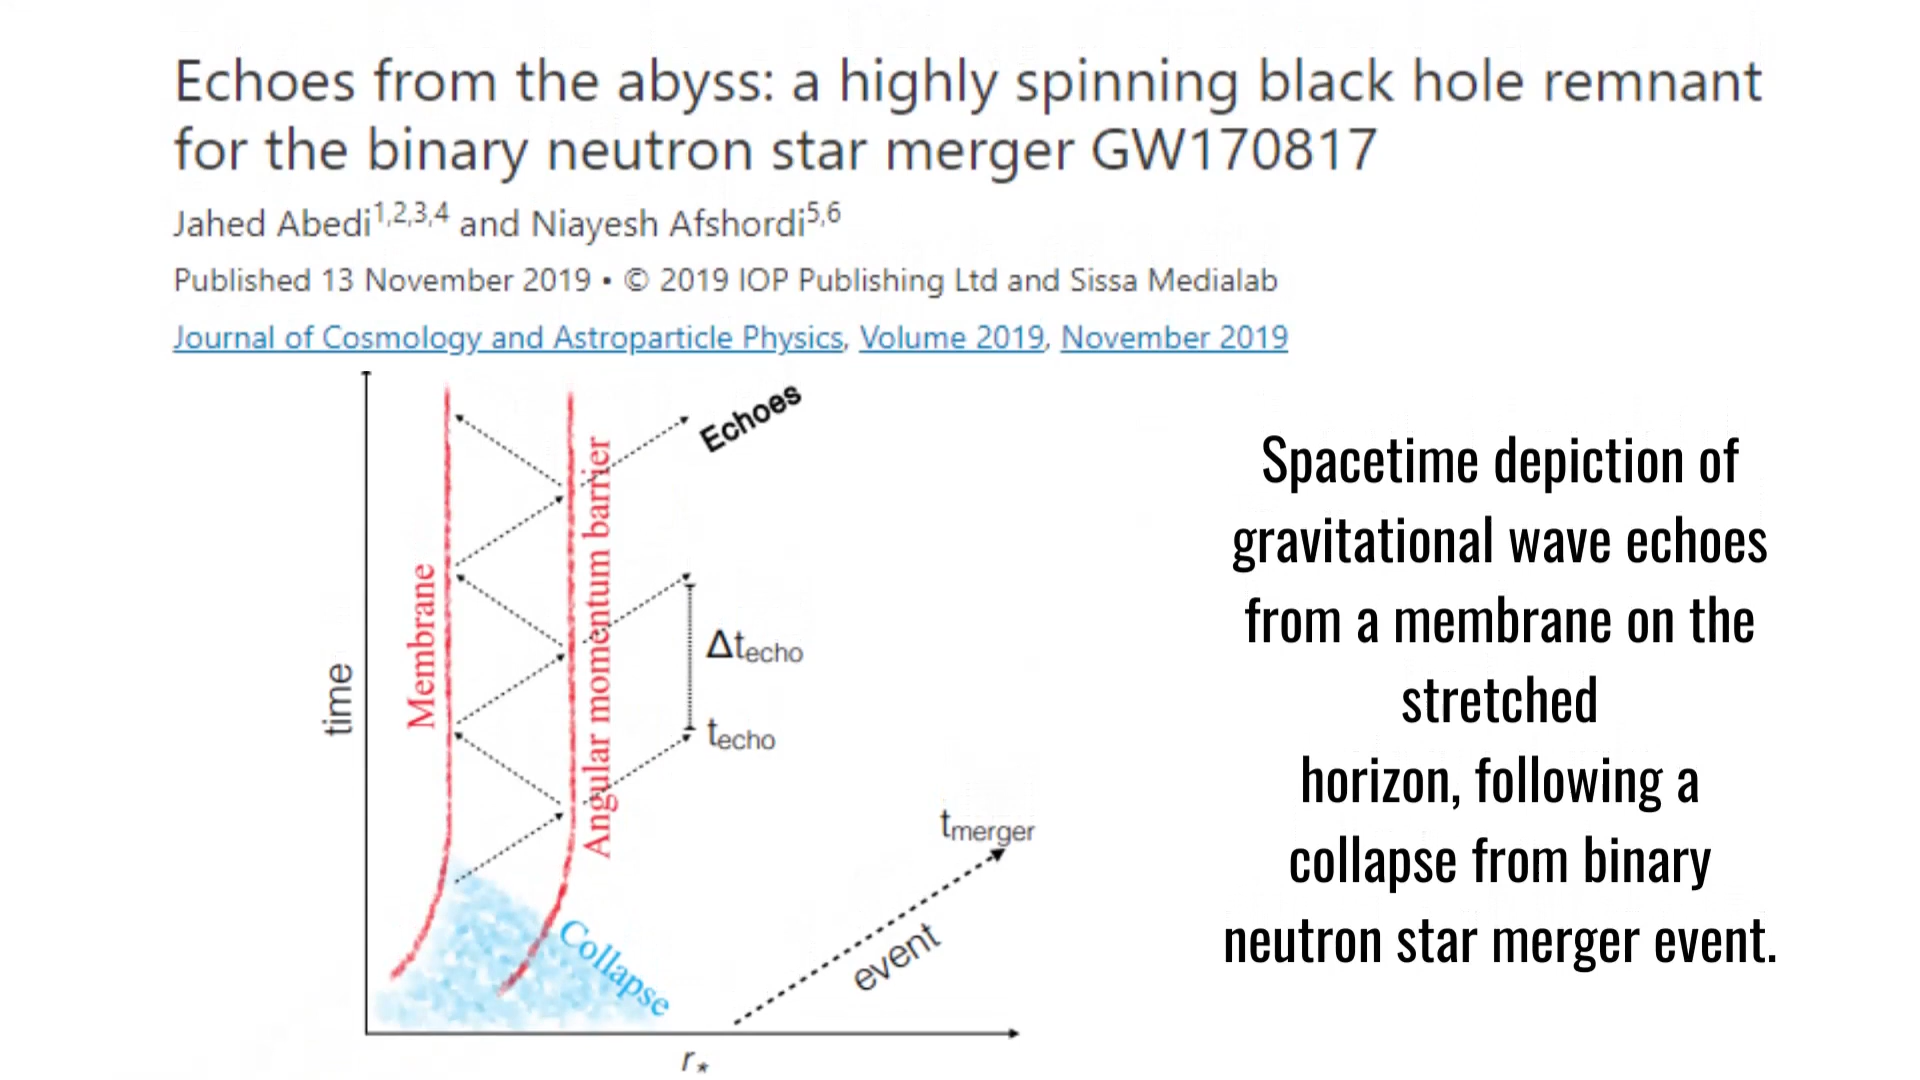 Echoes from the abyss: a highly spinning black hole remnant
for the binary neutron star merger GW170817
Jahed Abedi1,2,3,4 and Niayesh Afshordi5,6
Published 13 November 2019 • © 2019 IOP Publishing Ltd and Sissa Medialab
Journal of Cosmology and Astroparticle Physics, Volume 2019, November 2019
Echoes
Membrane
Angular momentum barrier
Δtecho
techo
time
tmerger
event
Collapse
r*
Spacetime depiction of
gravitational wave echoes
from a membrane on the
stretched
horizon, following a
collapse from binary
neutron star merger event.